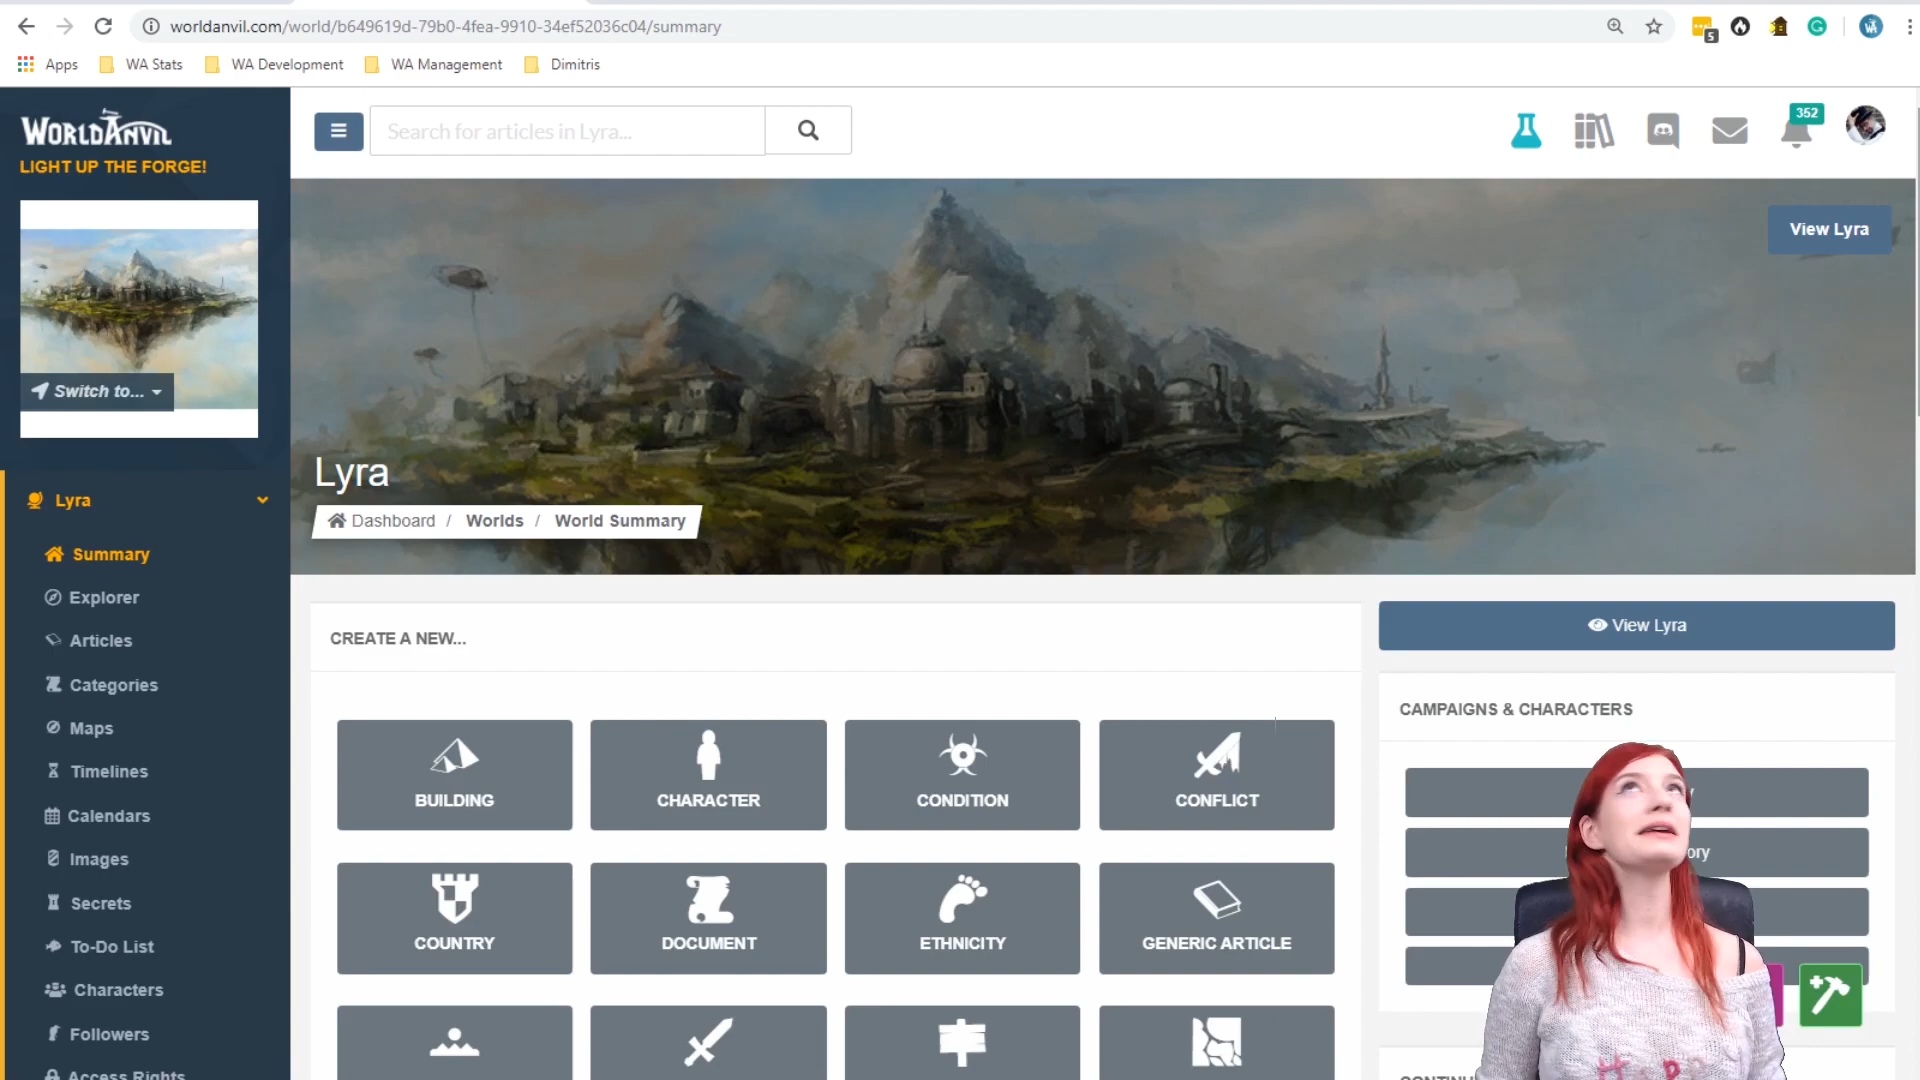 worldanvil.com/world/b649619d-79b0-4fea-9910-34ef52036c04/summary
5
Apps
WA Stats
WA Development
WA Management
Dimitris
WORLDANVIL
LIGHT UP THE FORGE!
Search for articles in Lyra...
352
View Lyra
Switch to...
Lyra
Dashboard / Worlds / World Summary
Lyra
Summary
Explorer
Articles
Categories
Maps
Timelines
Calendars
Images
Secrets
To-Do List
Characters
Followers
Access Rights
CREATE A NEW...
BUILDING
CHARACTER
CONDITION
CONFLICT
COUNTRY
DOCUMENT
ETHNICITY
GENERIC ARTICLE
View Lyra
CAMPAIGNS & CHARACTERS